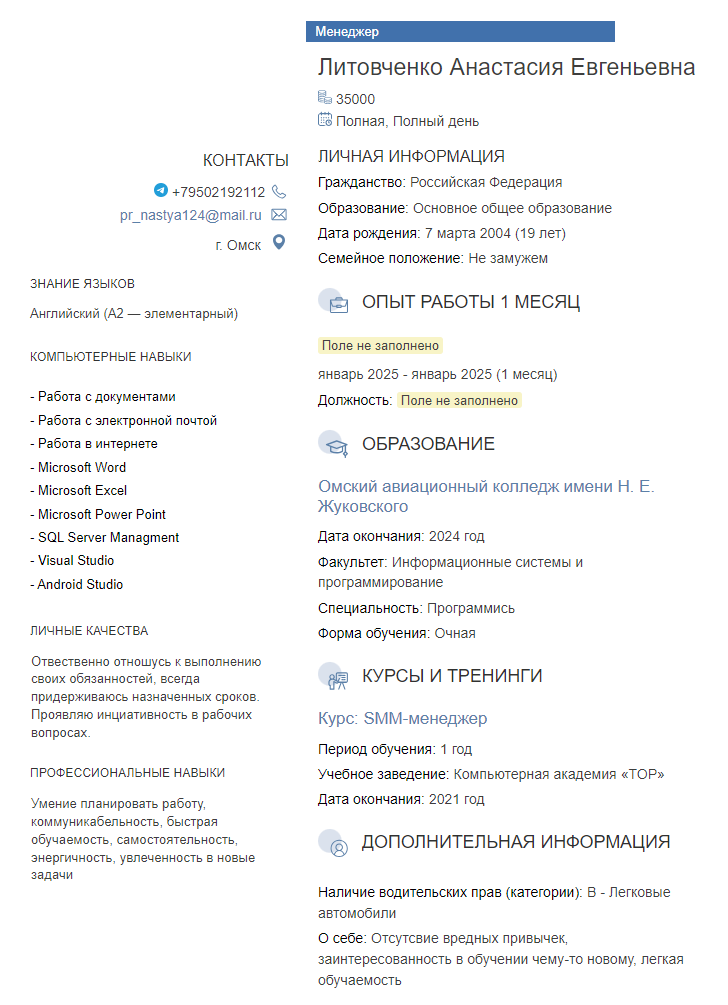 Менеджер
Литовченко Анастасия Евгеньевна
35000
Полная, Полный день
КОНТАКТЫ
+79502192112
pr_nastya124@mail.ru
г. Омск
ЗНАНИЕ ЯЗЫКОВ
Английский (A2 — элементарный)
КОМПЬЮТЕРНЫЕ НАВЫКИ
- Работа с документами
- Работа с электронной почтой
- Работа в интернете
- Microsoft Word
- Microsoft Excel
- Microsoft Power Point
- SQL Server Managment
- Visual Studio
- Android Studio
ЛИЧНЫЕ КАЧЕСТВА
Отвественно отношусь к выполнению
своих обязанностей, всегда
придерживаюсь назначенных сроков.
Проявляю инциативность в рабочих
вопросах.
ПРОФЕССИОНАЛЬНЫЕ НАВЫКИ
Умение планировать работу,
коммуникабельность, быстрая
обучаемость, самостоятельность,
энергичность, увлеченность в новые
задачи
ЛИЧНАЯ ИНФОРМАЦИЯ
Гражданство: Российская Федерация
Образование: Основное общее образование
Дата рождения: 7 марта 2004 (19 лет)
Семейное положение: Не замужем
ОПЫТ РАБОТЫ 1 МЕСЯЦ
Поле не заполнено
январь 2025 - январь 2025 (1 месяц)
Должность: Поле не заполнено
ОБРАЗОВАНИЕ
Омский авиационный колледж имени Н. Е.
Жуковского
Дата окончания: 2024 год
Факультет: Информационные системы и
программирование
Специальность: Программись
Форма обучения: Очная
КУРСЫ И ТРЕНИНГИ
Курс: SMM-менеджер
Период обучения: 1 год
Учебное заведение: Компьютерная академия «TOP»
Дата окончания: 2021 год
ДОПОЛНИТЕЛЬНАЯ ИНФОРМАЦИЯ
Наличие водительских прав (категории): B - Легковые
автомобили
О себе: Отсутсвие вредных привычек,
заинтересованность в обучении чему-то новому, легкая
обучаемость